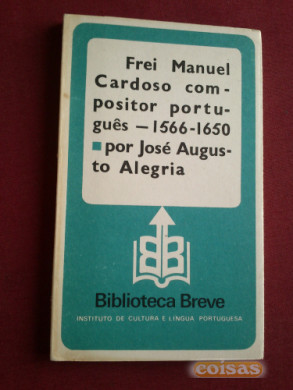 Frei Manuel
Cardoso com-
positor portu-
guês – 1566-1650
por José Augus-
to Alegria
BB
Biblioteca Breve
INSTITUTO DE CULTURA E LÍNGUA PORTUGUESA
coisas